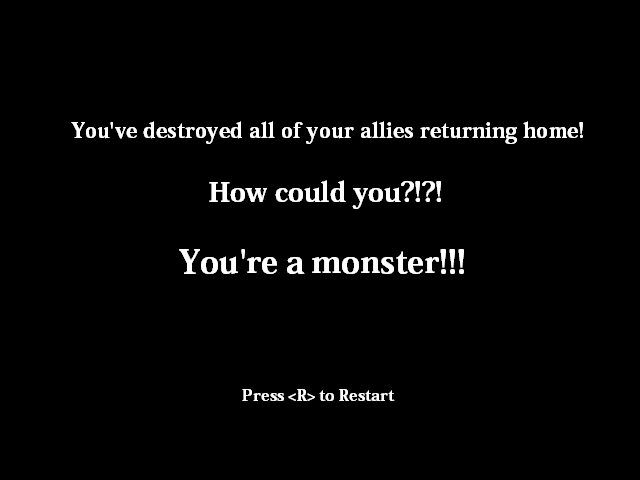 You've destroyed all of your allies returning home!
How could you?!?!
You're a monster!!!
Press <R> to Restart